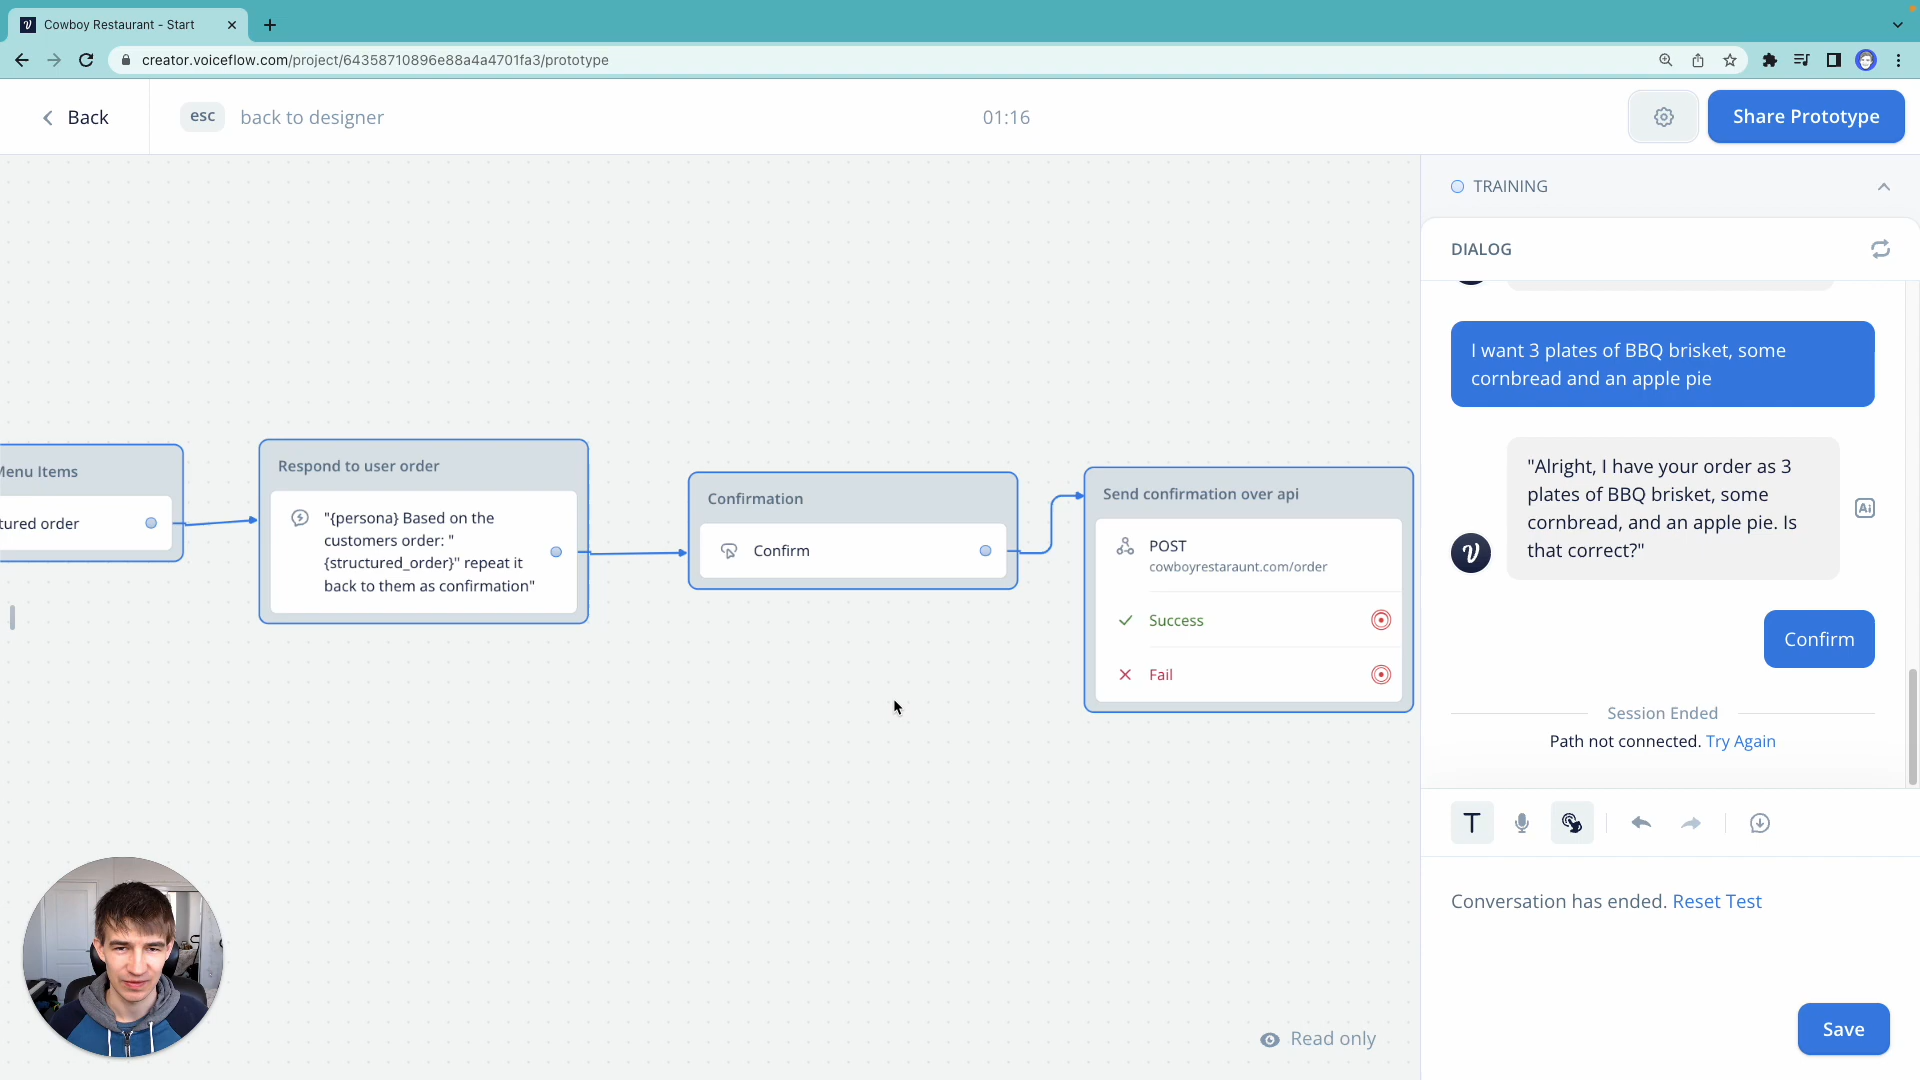 Cowboy Restaurant - Start
creator.voiceflow.com/project/64358710896e88a4a4701fa3/prototype
Back
esc
back to designer
01:16
Share Prototype
TRAINING
DIALOG
I want 3 plates of BBQ brisket, some
cornbread and an apple pie
"Alright, I have your order as 3
plates of BBQ brisket, some
cornbread, and an apple pie. Is
that correct?"
Ai
Confirm
Session Ended
Path not connected. Try Again
Conversation has ended. Reset Test
Save
Menu Items
tured order
Respond to user order
"{persona} Based on the
customers order: "
{structured_order}" repeat it
back to them as confirmation"
Confirmation
Confirm
Send confirmation over api
POST
cowboyrestaraunt.com/order
Success
Fail
Read only